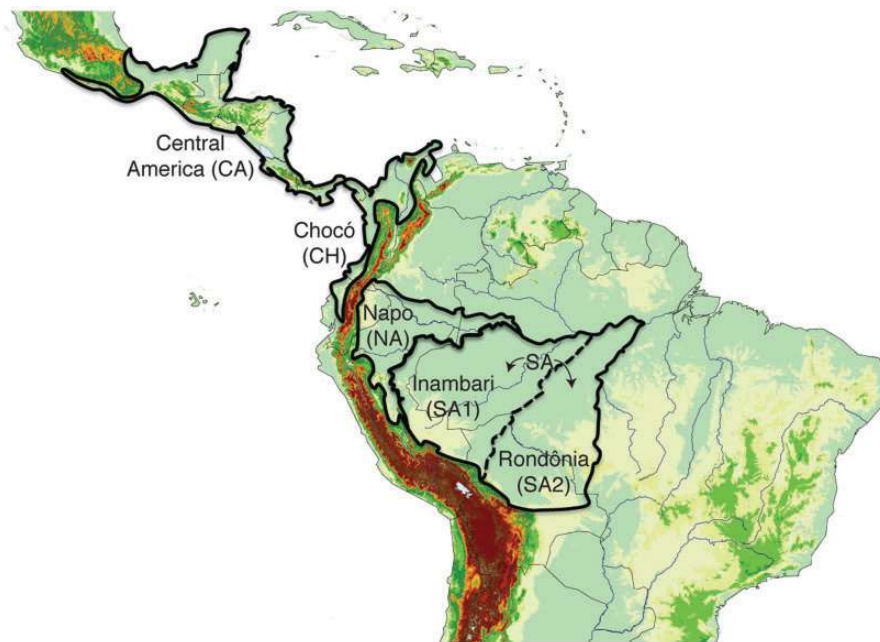 Central
America (CA)
Chocó
(CH)
Napo
(NA)
SA
Inambari
(SA1)
Rondônia
(SA2)